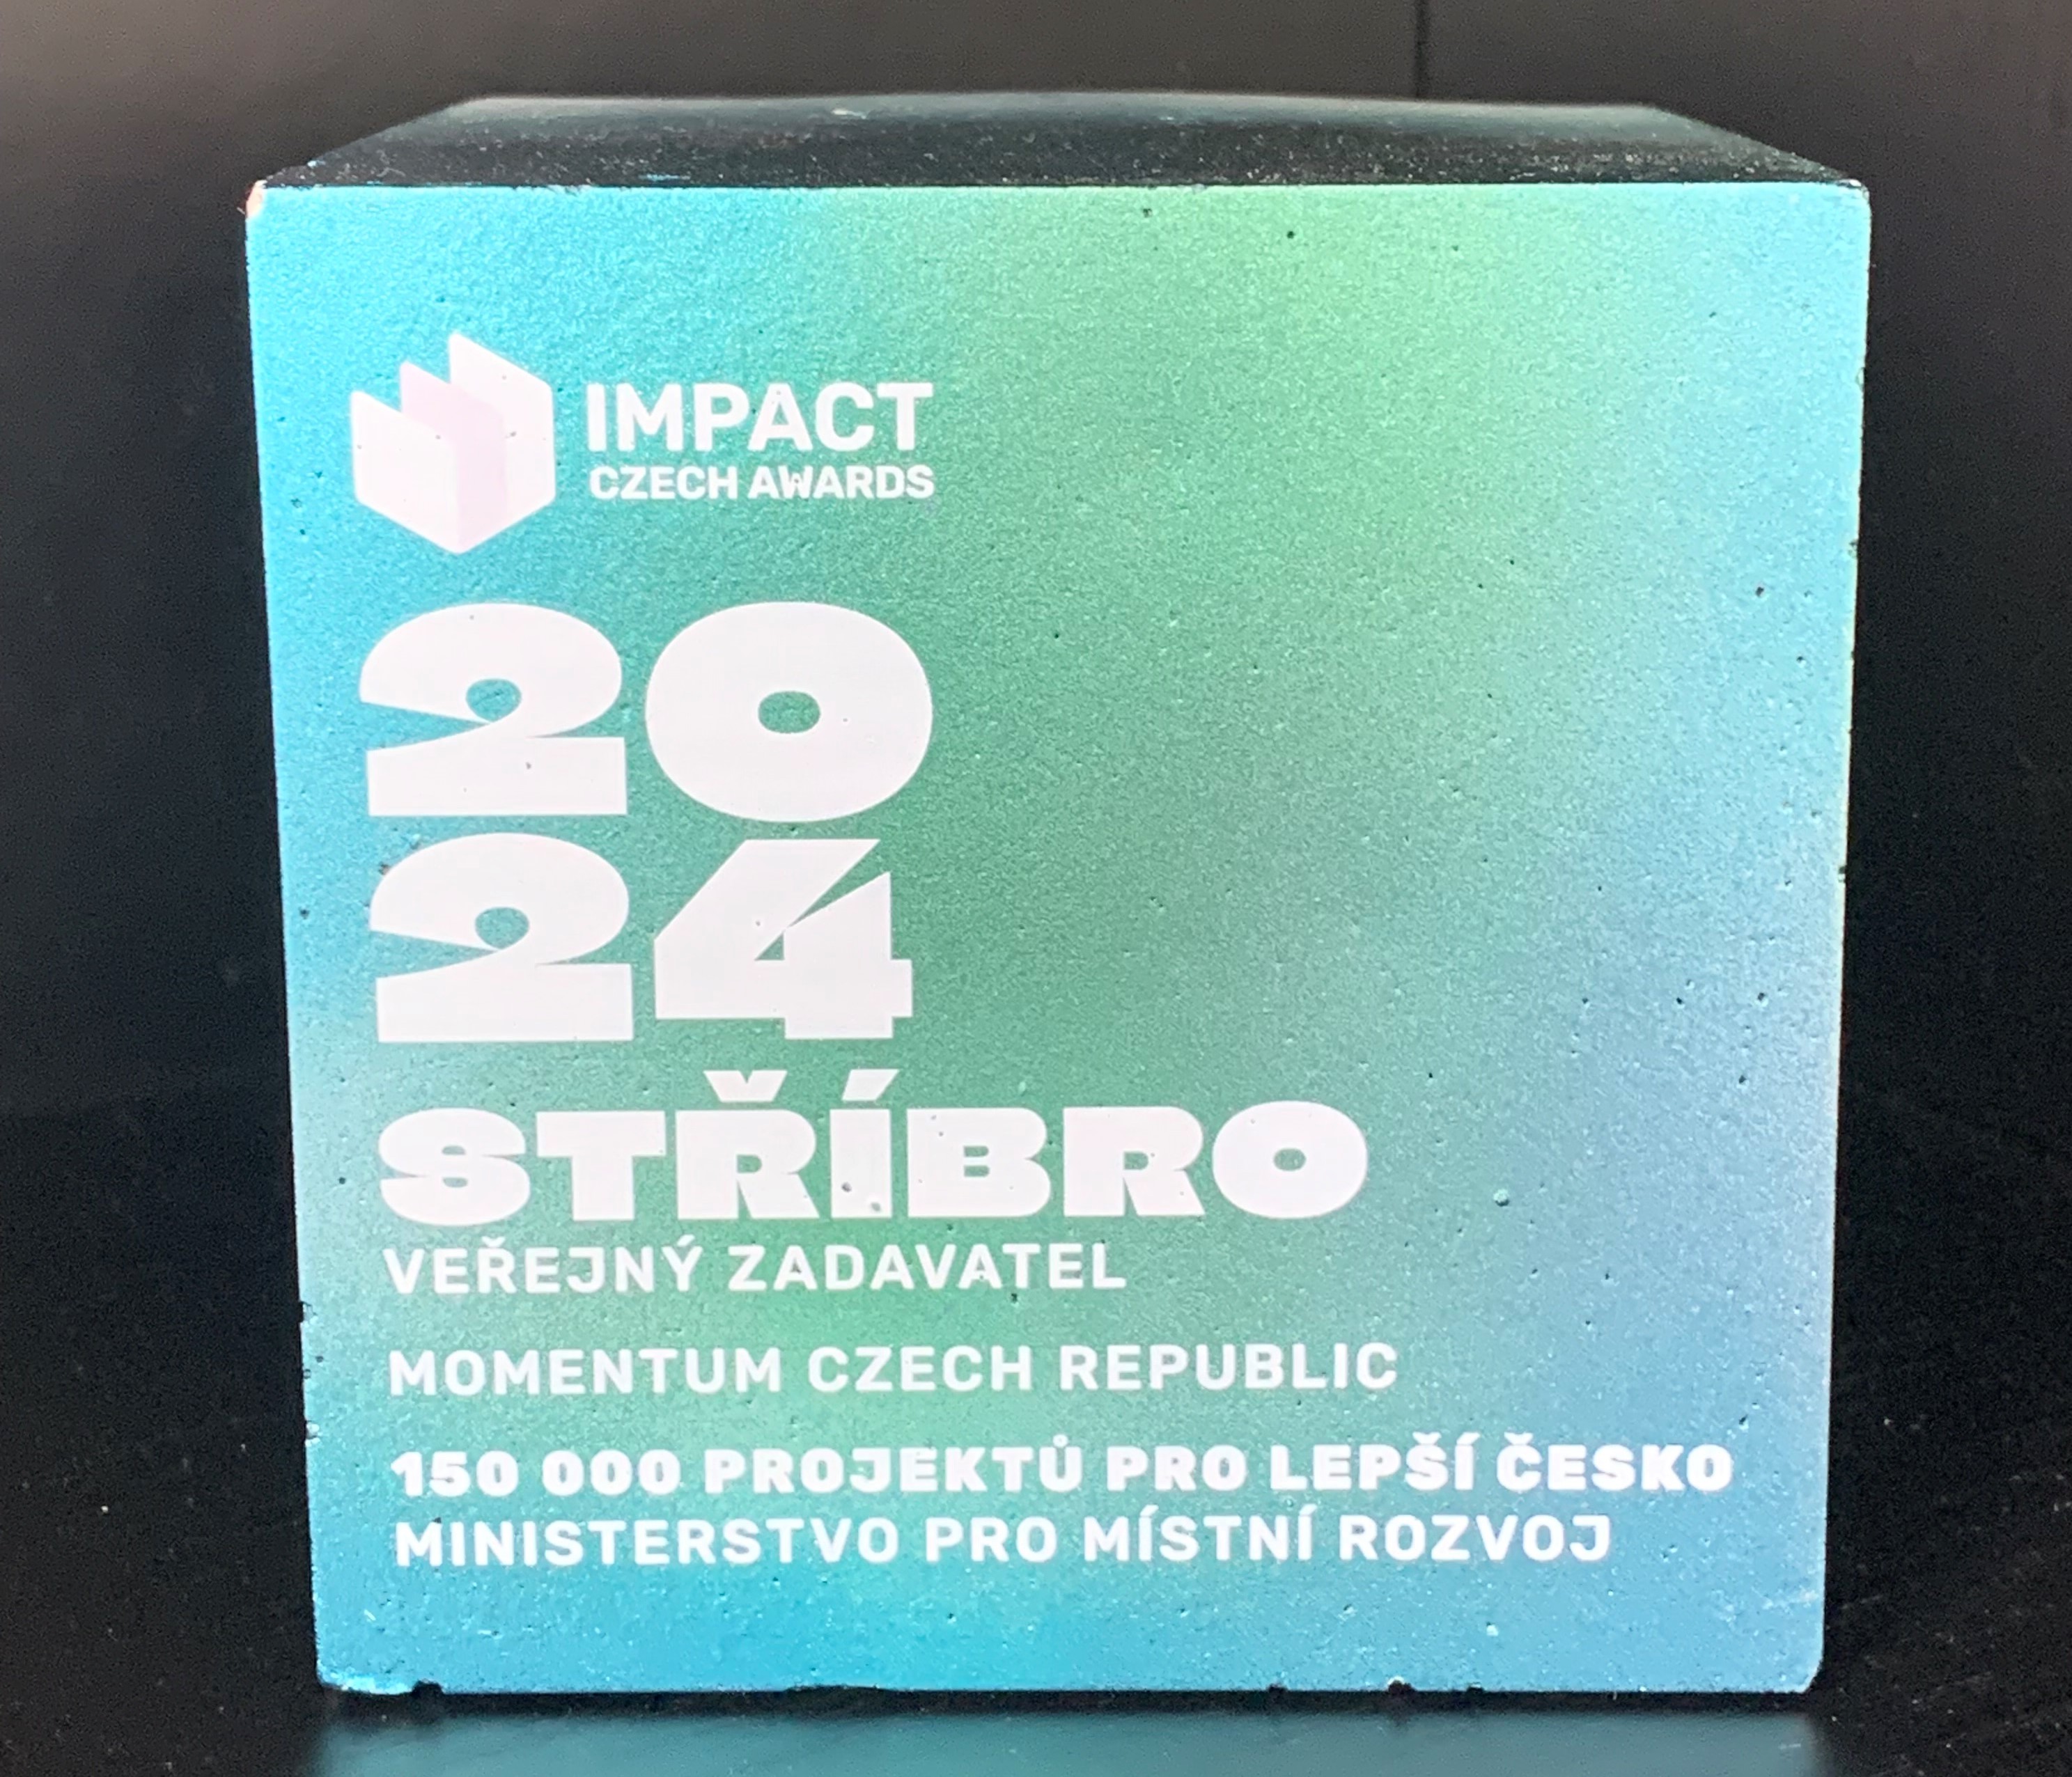 IMPACT
CZECH AWARDS
20
24
STŘÍBRO
VEŘEJNÝ ZADAVATEL
MOMENTUM CZECH REPUBLIC
150 000 PROJEKTŮ PRO LEPŠÍ ČESKO
MINISTERSTVO PRO MÍSTNÍ ROZVOJ